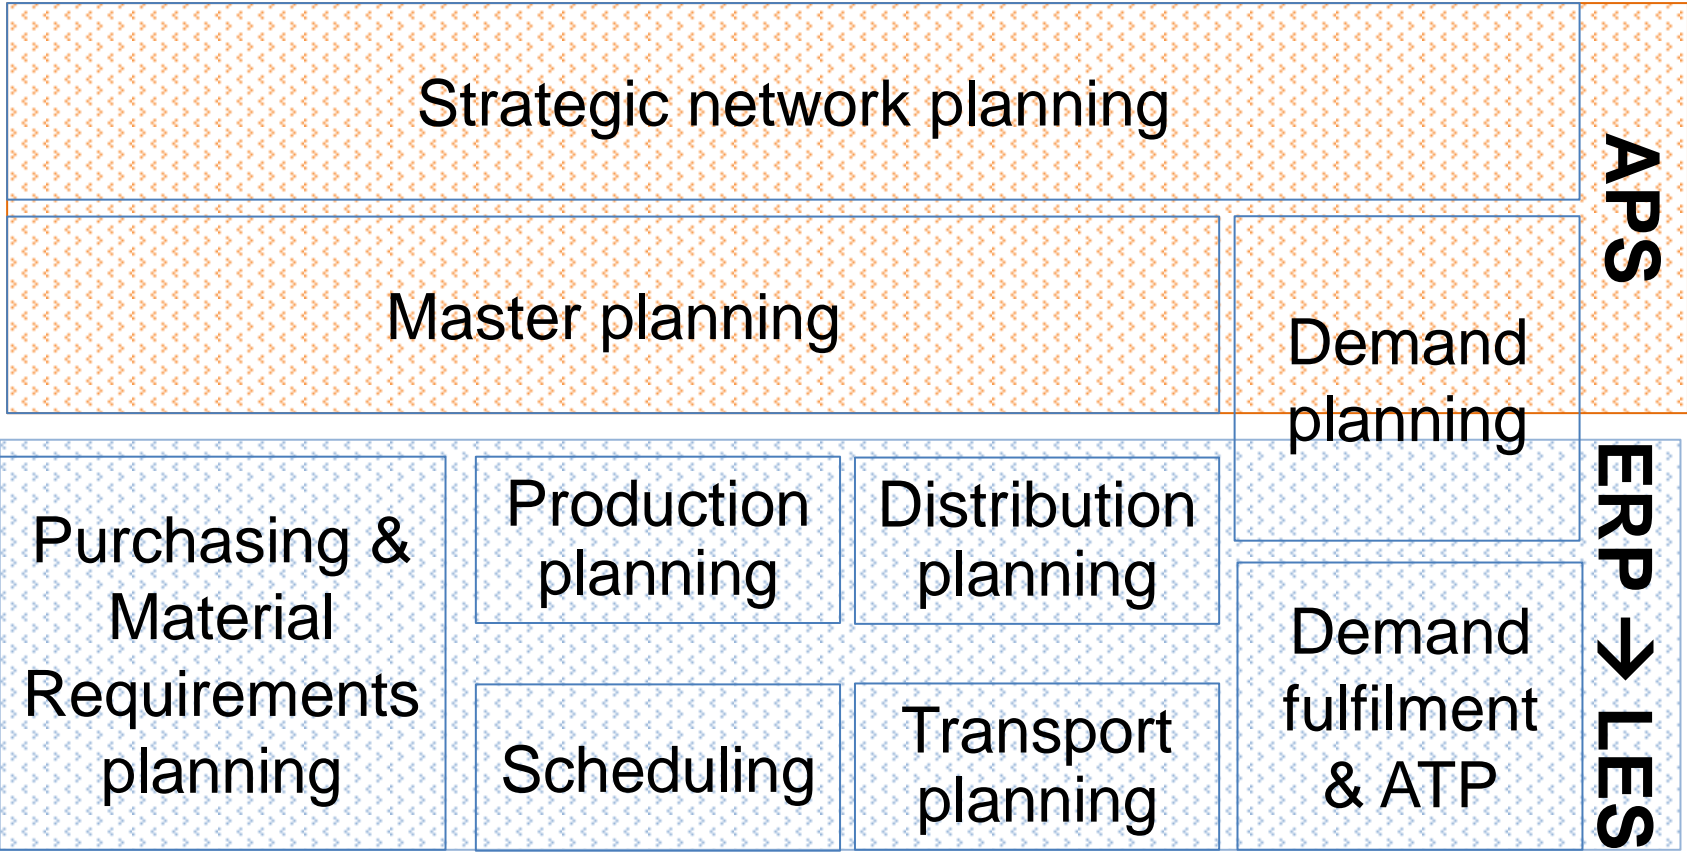 Strategic network planning
APS
Master planning
Demand
planning
Purchasing &
Material
Requirements
planning
Production
planning
Distribution
planning
Scheduling
Transport
planning
Demand
fulfilment
& ATP
ERP → LES